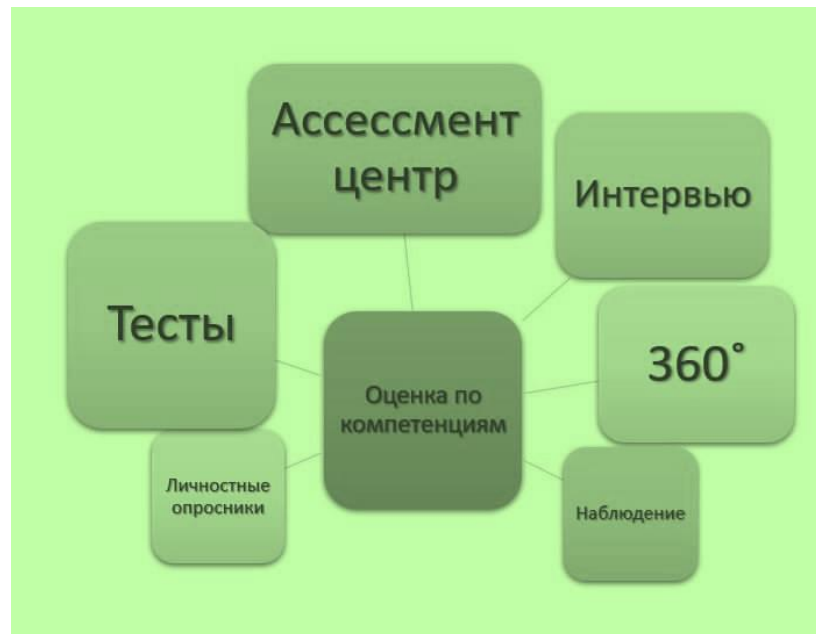 Ассессмент
центр
Интервью
Тесты
360˚
Оценка по
компетенциям
Личностные
опросники
Наблюдение